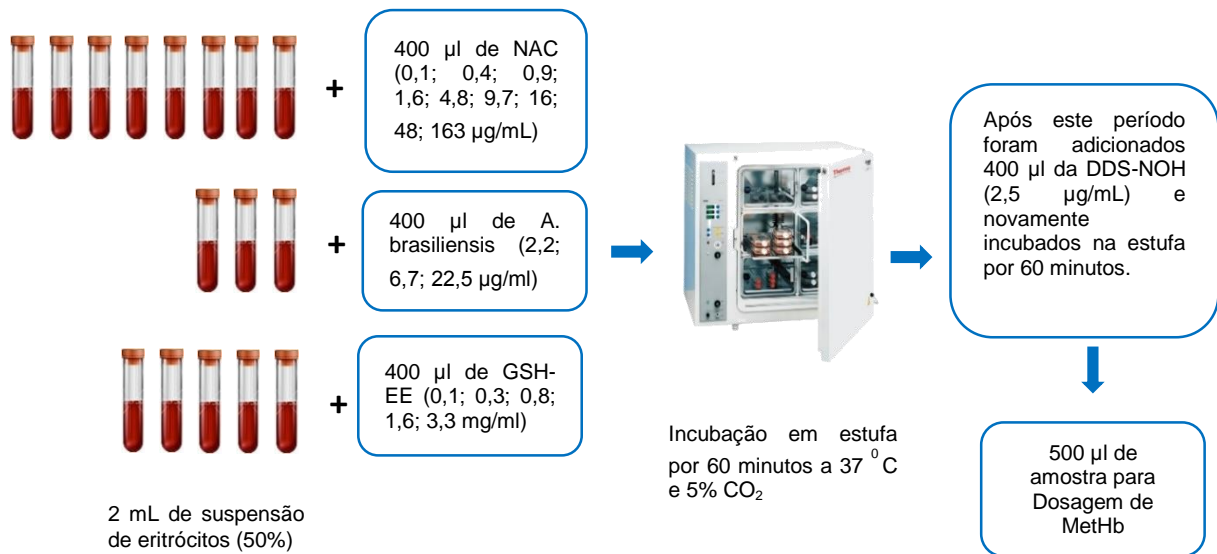 400 µl de NAC
(0,1; 0,4; 0,9;
1,6; 4,8; 9,7; 16;
48; 163 µg/mL)
+
400 µl de A.
brasiliensis (2,2;
6,7; 22,5 µg/ml)
+
400 µl de GSH-
EE (0,1; 0,3; 0,8;
1,6; 3,3 mg/ml)
+
2 mL de suspensão
de eritrócitos (50%)
Incubação em estufa
por 60 minutos a 37 ⁰ C
e 5% CO₂
Após este período
foram adicionados
400 µl da DDS-NOH
(2,5 µg/mL) e
novamente
incubados na estufa
por 60 minutos.
500 µl de
amostra para
Dosagem de
MetHb